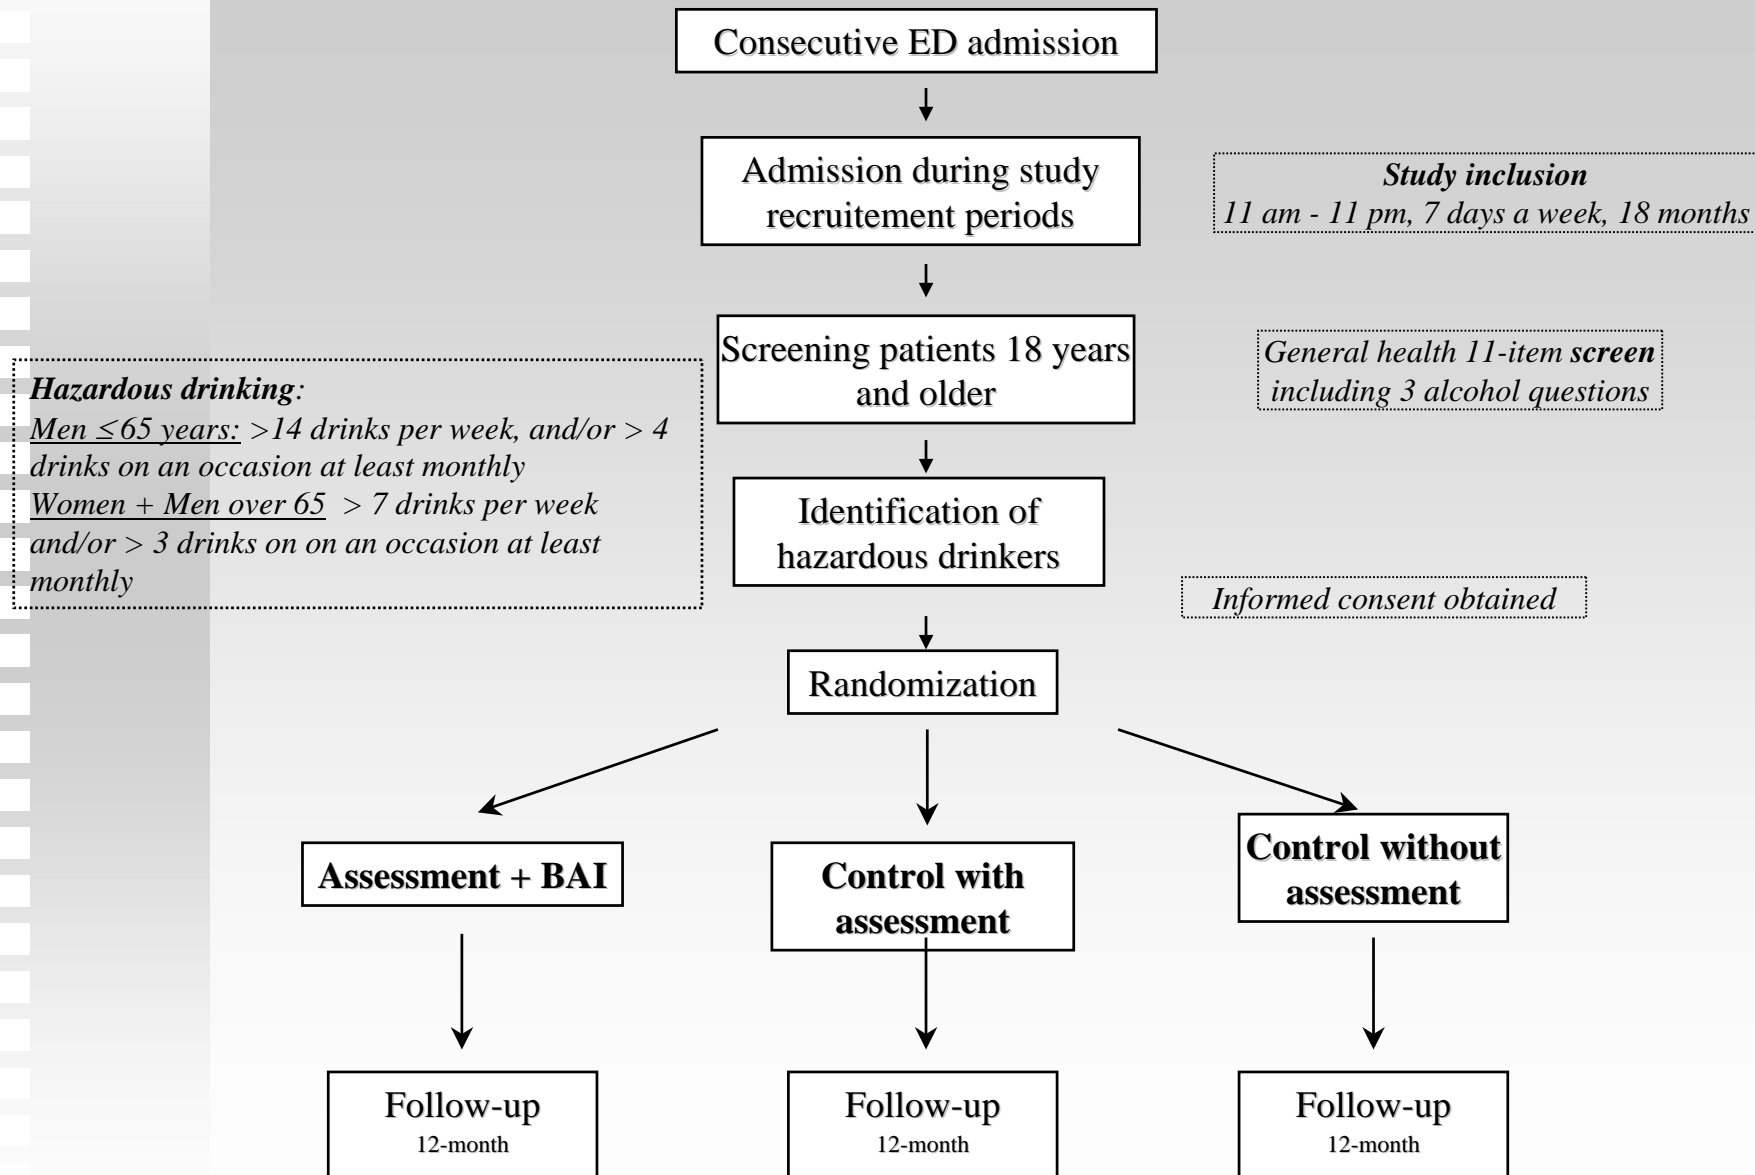 Consecutive ED admission
Admission during study
recruitement periods
Study inclusion
11 am - 11 pm, 7 days a week, 18 months
Screening patients 18 years
and older
General health 11-item screen
including 3 alcohol questions
Hazardous drinking:
Men ≤65 years: >14 drinks per week, and/or > 4
drinks on an occasion at least monthly
Women + Men over 65 > 7 drinks per week
and/or > 3 drinks on on an occasion at least
monthly
Identification of
hazardous drinkers
Informed consent obtained
Randomization
Assessment + BAI
Control with
assessment
Control without
assessment
Follow-up
12-month
Follow-up
12-month
Follow-up
12-month